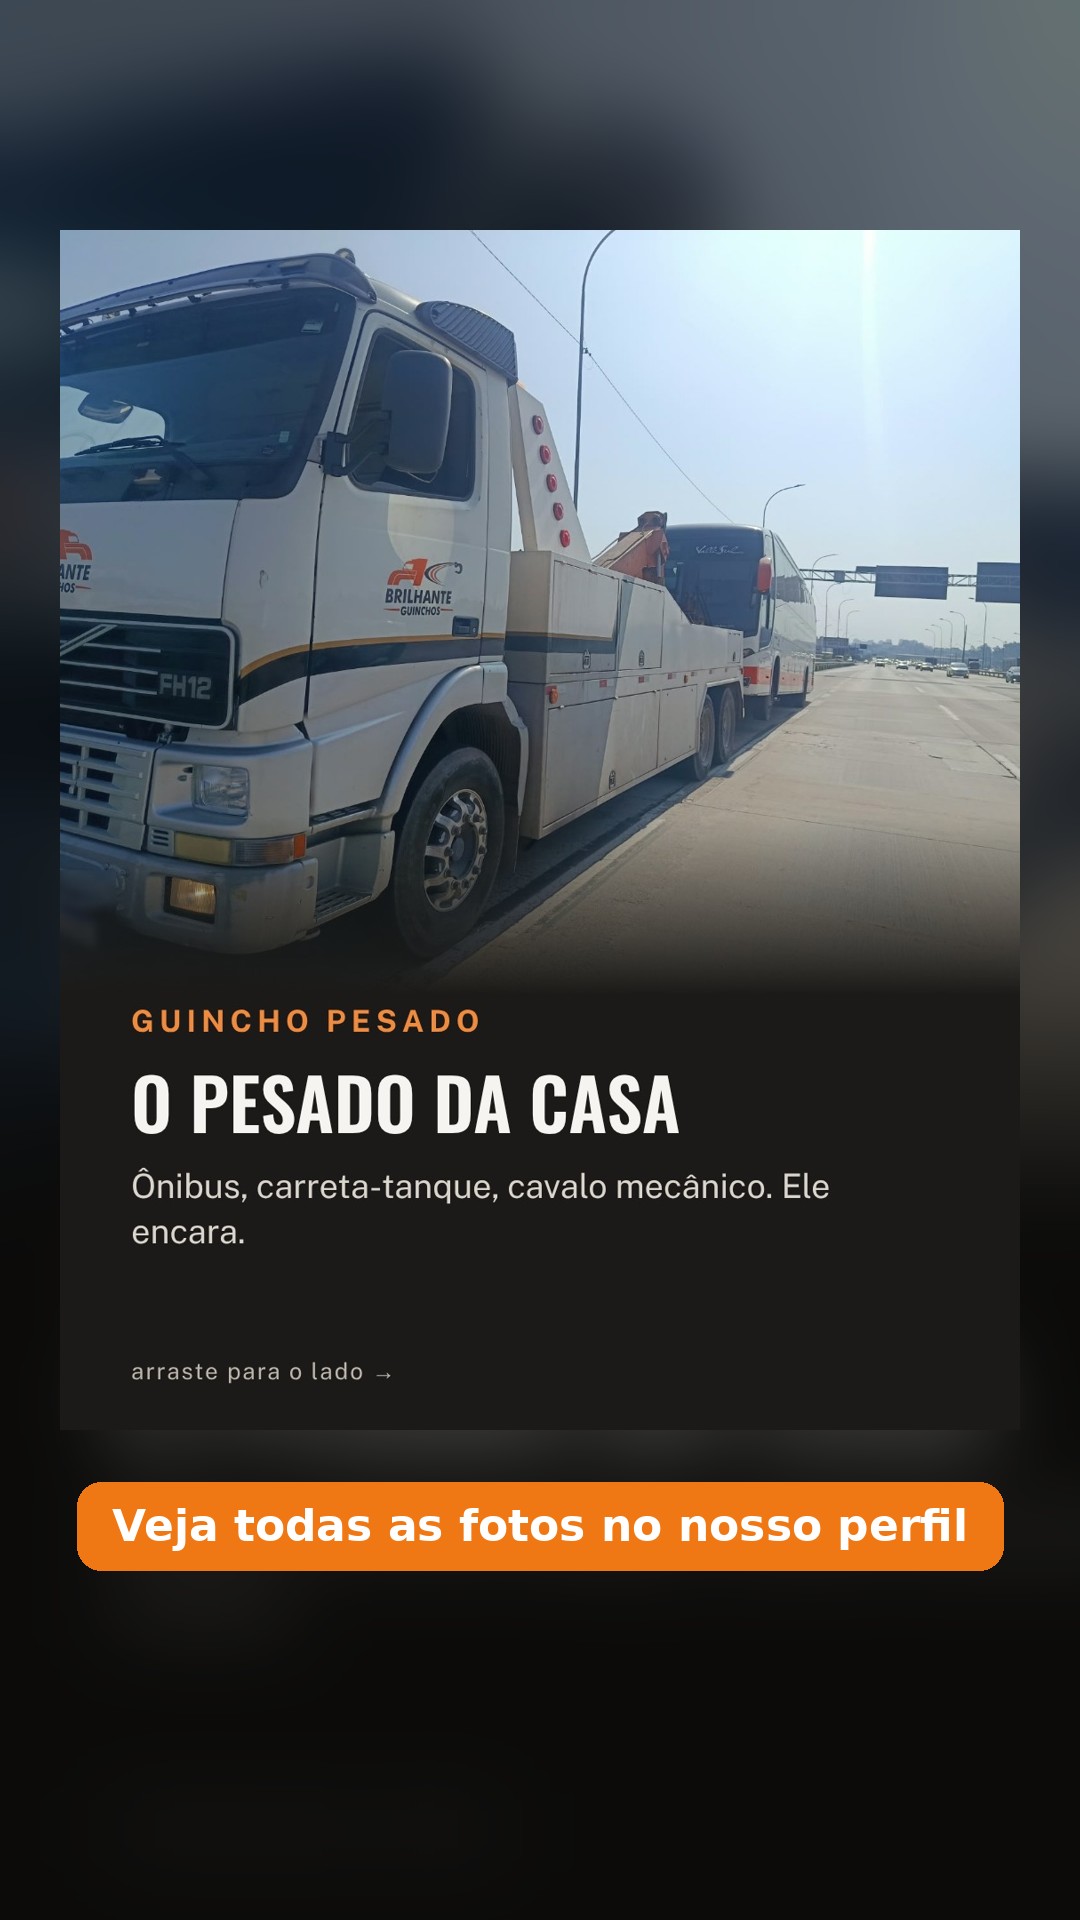 BRILHANTE
GUINCHOS
ANTE
HOS
FH12
GUINCHO PESADO
O PESADO DA CASA
Ônibus, carreta-tanque, cavalo mecânico. Ele
encara.
arraste para o lado →
Veja todas as fotos no nosso perfil